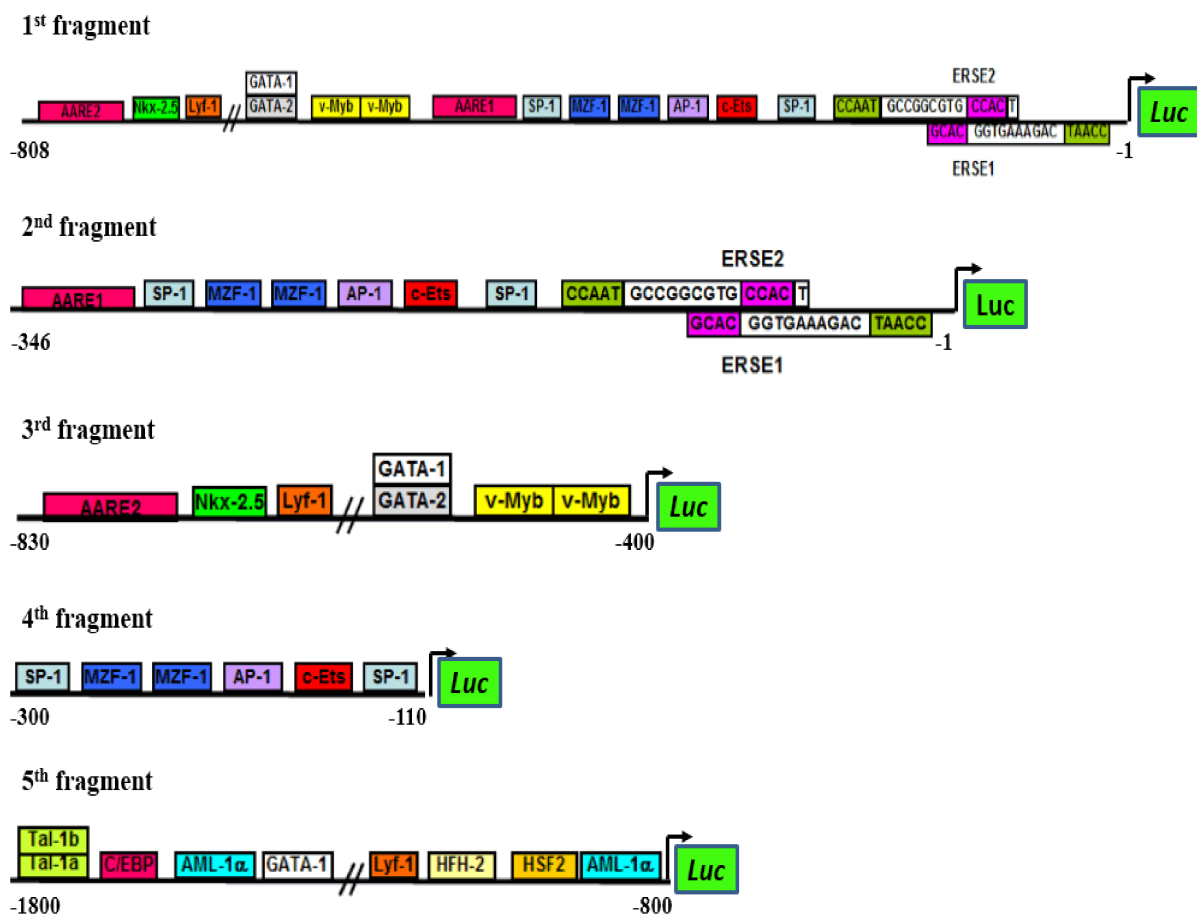 1st fragment
GATA-1
ERSE2
AARE2 Nkx-2.5 Lyf-1 // GATA-2 v-Myb v-Myb AARE1 SP-1 MZF-1 MZF-1 AP-1 c-Ets SP-1 CCAAT GCCGGCGTG CCAC T Luc
GCAC GGTGAAAGAC TAACC
-808 -1
ERSE1
2nd fragment
ERSE2
AARE1 SP-1 MZF-1 MZF-1 AP-1 c-Ets SP-1 CCAAT GCCGGCGTG CCAC T Luc
GCAC GGTGAAAGAC TAACC
-346 -1
ERSE1
3rd fragment
GATA-1
AARE2 Nkx-2.5 Lyf-1 // GATA-2 v-Myb v-Myb Luc
-830 -400
4th fragment
SP-1 MZF-1 MZF-1 AP-1 c-Ets SP-1 Luc
-300 -110
5th fragment
Tal-1b
Tal-1a C/EBP AML-1α GATA-1 // Lyf-1 HFH-2 HSF2 AML-1α Luc
-1800 -800